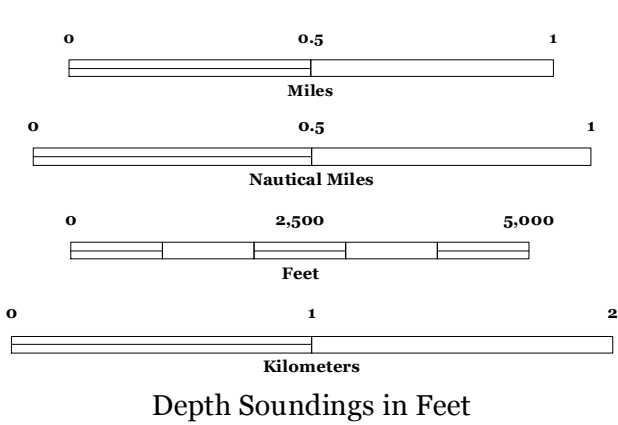 0 0.5 1
Miles
0 0.5 1
Nautical Miles
0 2,500 5,000
Feet
0 1 2
Kilometers
Depth Soundings in Feet